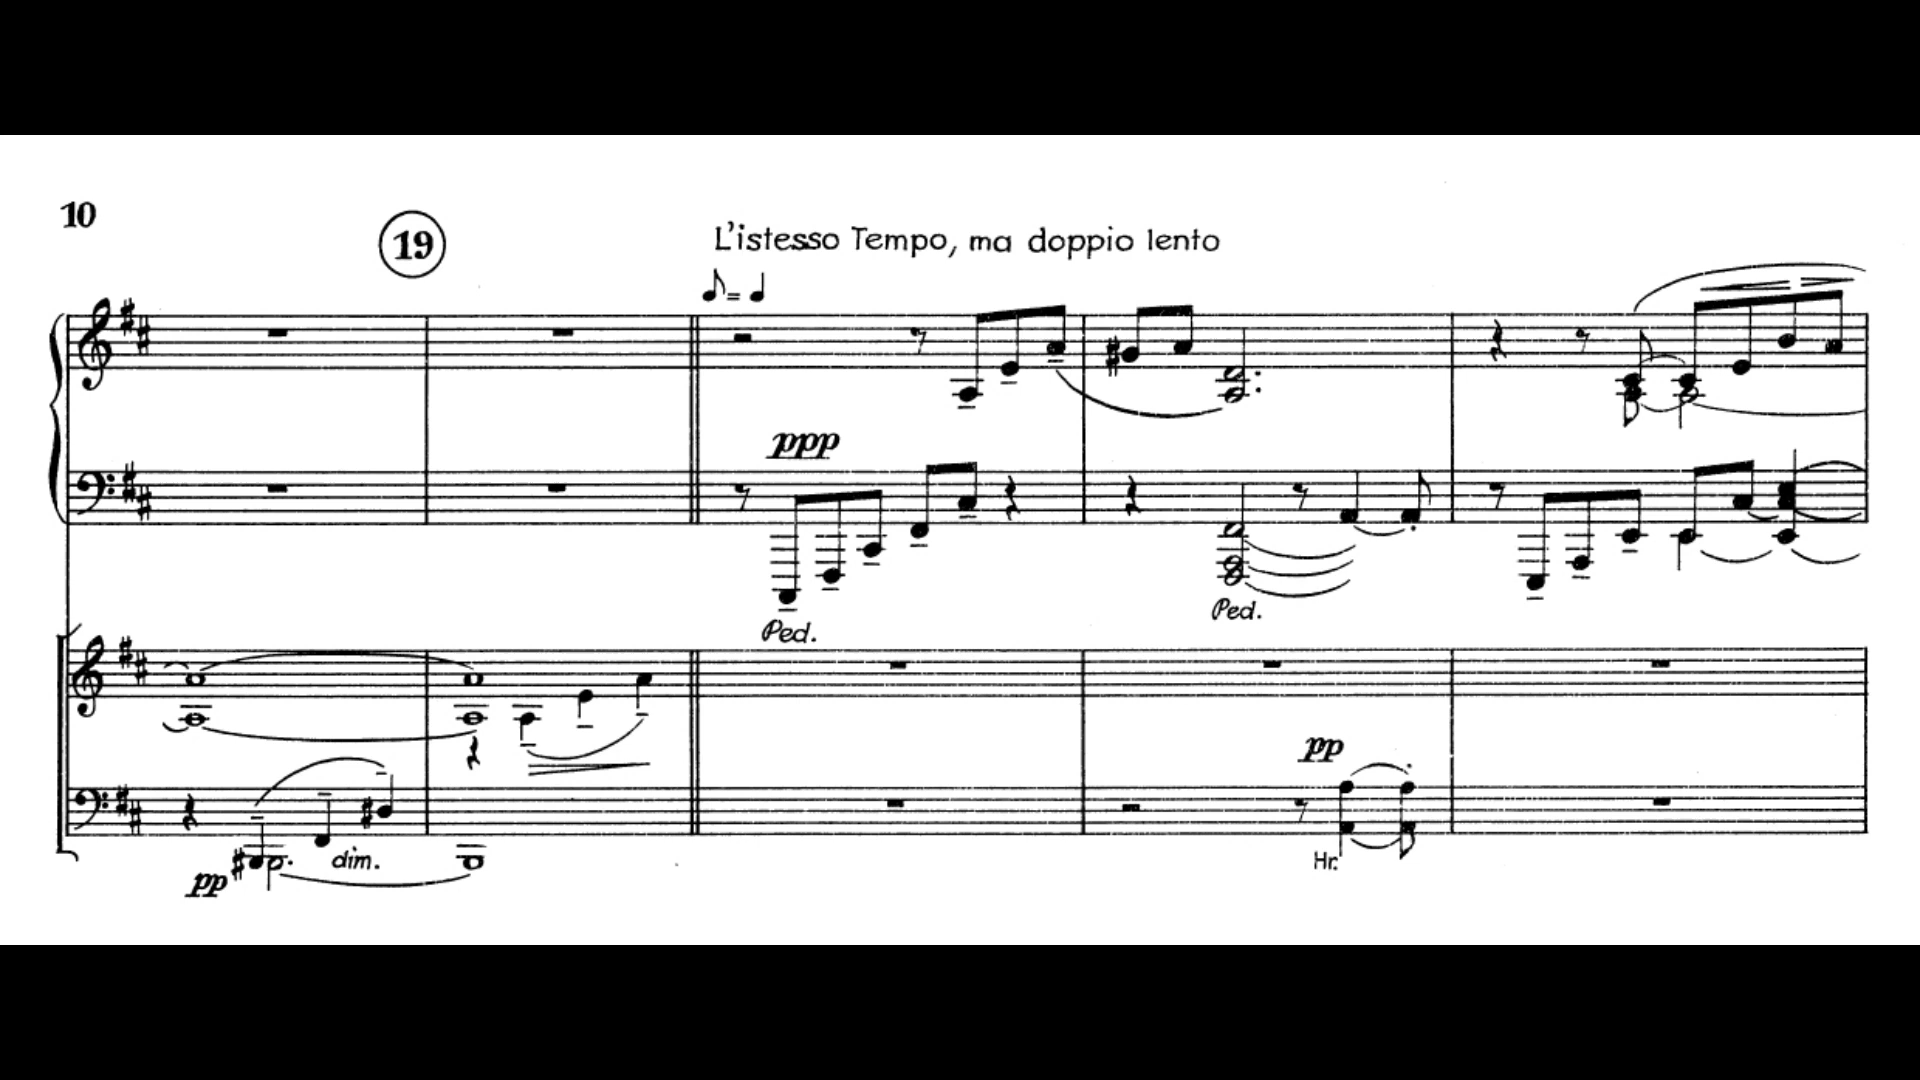 10
19
L'istesso Tempo, ma doppio lento
♪ = ♩
ppp
Ped.
Ped.
pp
dim.
Hr.
pp